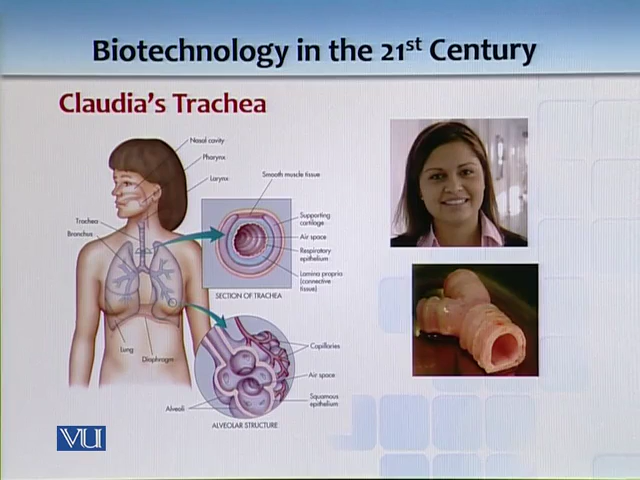 Biotechnology in the 21st Century
Claudia's Trachea
Nasal cavity
Pharynx
Larynx
Smooth muscle tissue
Trachea
Bronchus
Supporting
cartilage
Air space
Respiratory
epithelium
Lamina propria
(connective
tissue)
SECTION OF TRACHEA
Lung
Diaphragm
Capillaries
Air space
Squamous
epithelium
Alveoli
ALVEOLAR STRUCTURE
VU